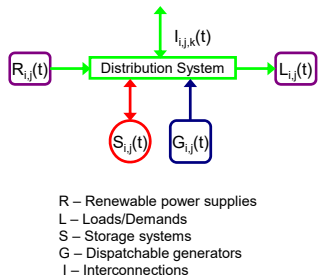 I_{i,j,k}(t)
R_{i,j}(t) Distribution System L_{i,j}(t)
S_{i,j}(t) G_{i,j}(t)
R – Renewable power supplies
L – Loads/Demands
S – Storage systems
G – Dispatchable generators
I – Interconnections